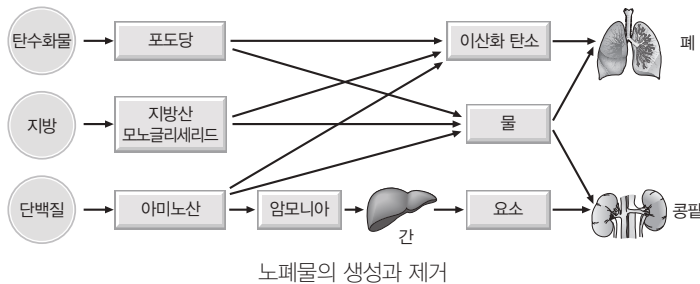 탄수화물
포도당
이산화 탄소
폐
지방
지방산
모노글리세리드
물
단백질
아미노산
암모니아
간
요소
콩팥
노폐물의 생성과 제거